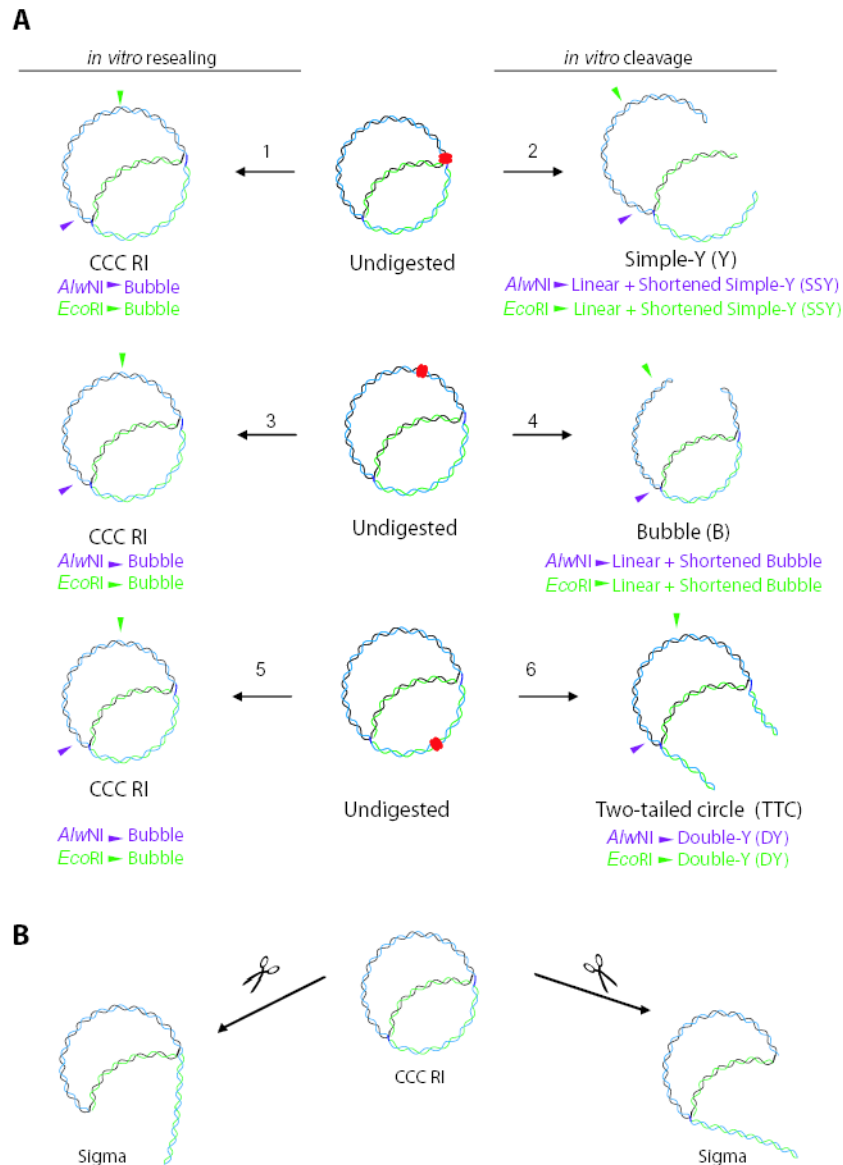 A
in vitro resealing
in vitro cleavage
1
2
CCC RI
Undigested
Simple-Y (Y)
AlwNI ► Bubble
EcoRI ► Bubble
AlwNI ► Linear + Shortened Simple-Y (SSY)
EcoRI ► Linear + Shortened Simple-Y (SSY)
3
4
CCC RI
Undigested
Bubble (B)
AlwNI ► Bubble
EcoRI ► Bubble
AlwNI ► Linear + Shortened Bubble
EcoRI ► Linear + Shortened Bubble
5
6
CCC RI
Undigested
Two-tailed circle (TTC)
AlwNI ► Bubble
EcoRI ► Bubble
AlwNI ► Double-Y (DY)
EcoRI ► Double-Y (DY)
B
CCC RI
Sigma
Sigma